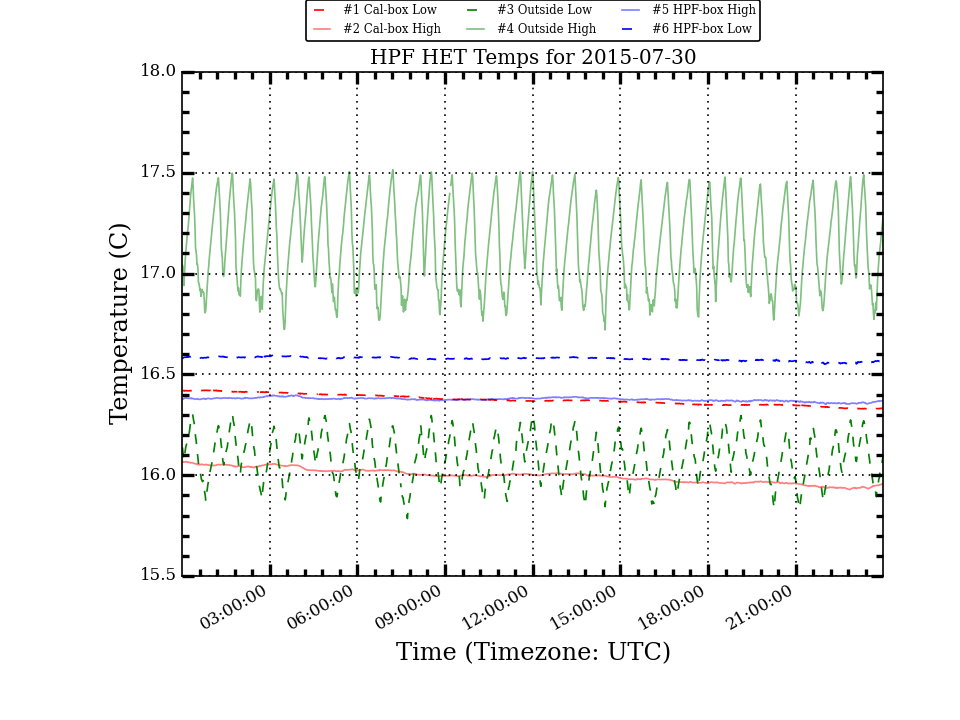 #1 Cal-box Low #3 Outside Low #5 HPF-box High
#2 Cal-box High #4 Outside High #6 HPF-box Low
HPF HET Temps for 2015-07-30
18.0
17.5
17.0
16.5
16.0
15.5
Temperature (C)
03:00:00 06:00:00 09:00:00 12:00:00 15:00:00 18:00:00 21:00:00
Time (Timezone: UTC)